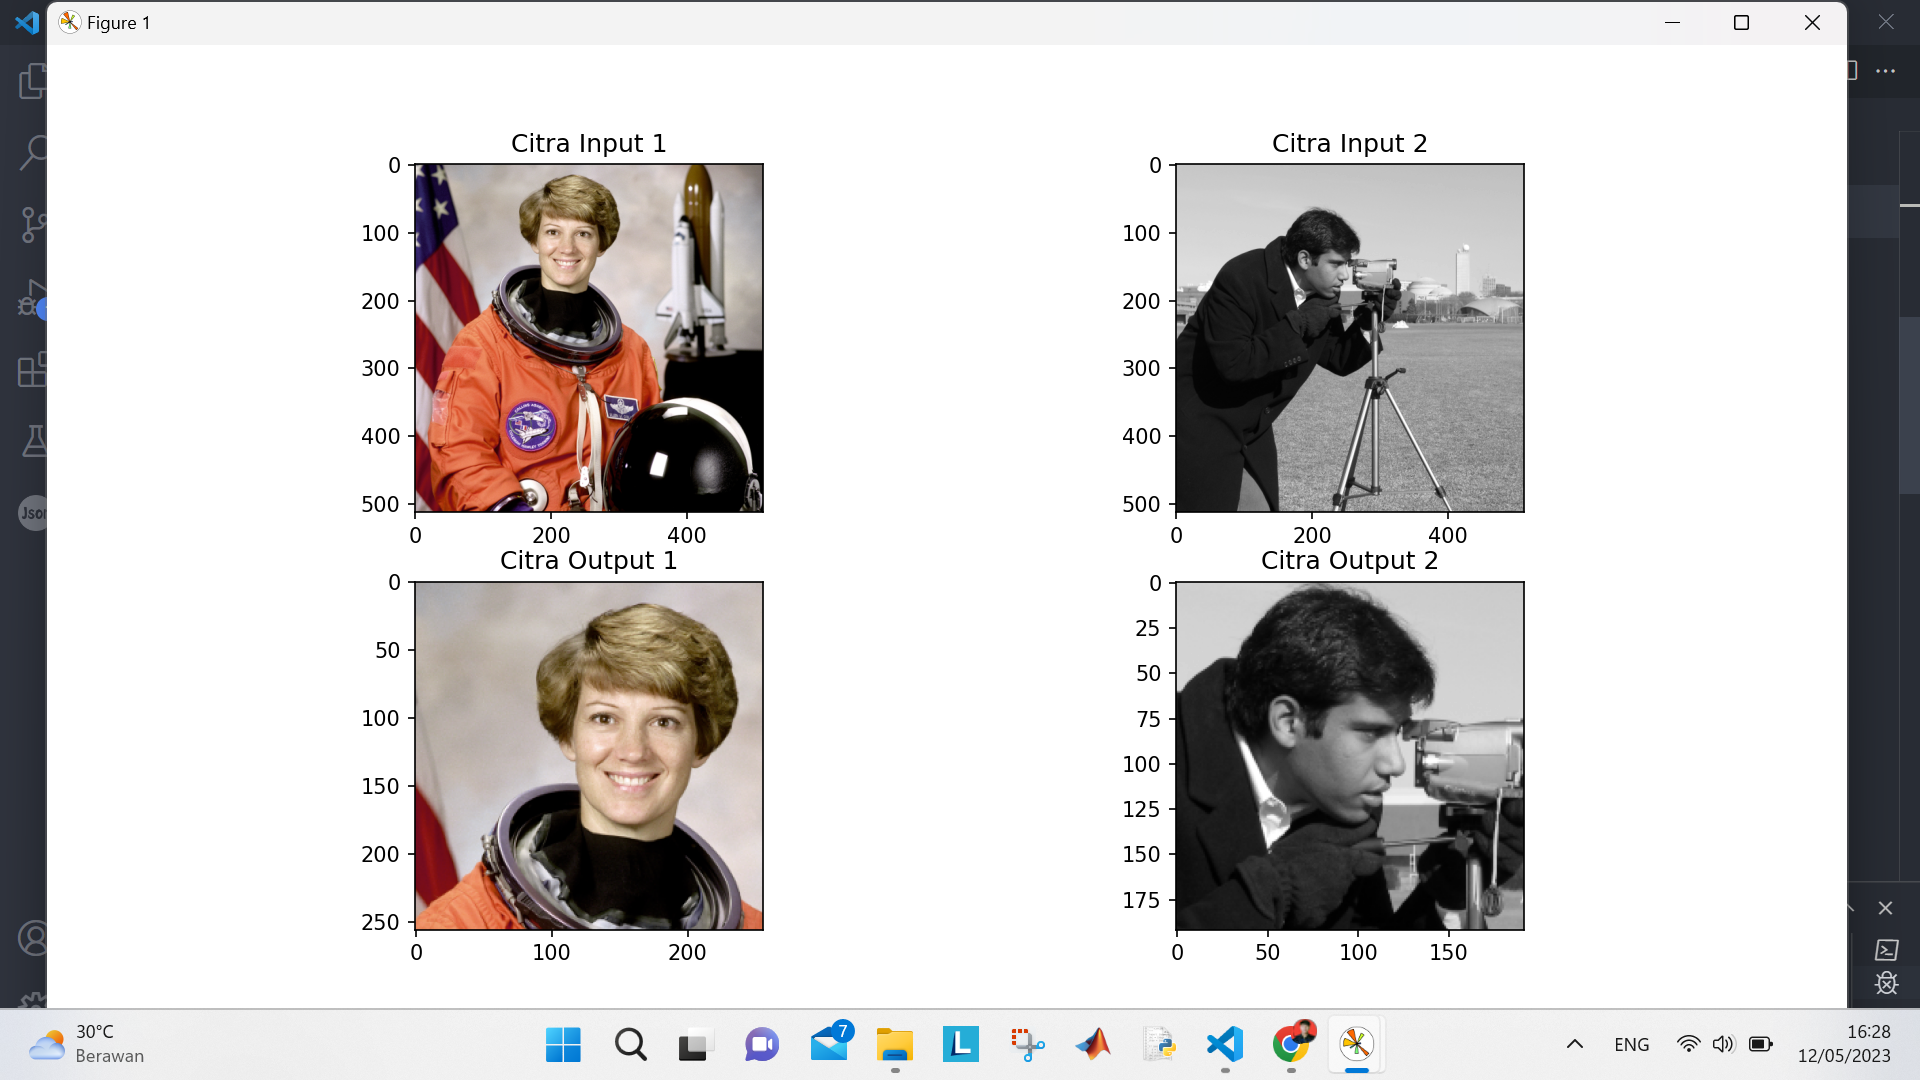 Figure 1
Citra Input 1
Citra Input 2
0
100
200
300
400
500
0 200 400
0
100
200
300
400
500
0 200 400
Citra Output 1
Citra Output 2
0
50
100
150
200
250
0 100 200
0
25
50
75
100
125
150
175
0 50 100 150
30°C
Berawan
7
L
ENG
16:28
12/05/2023